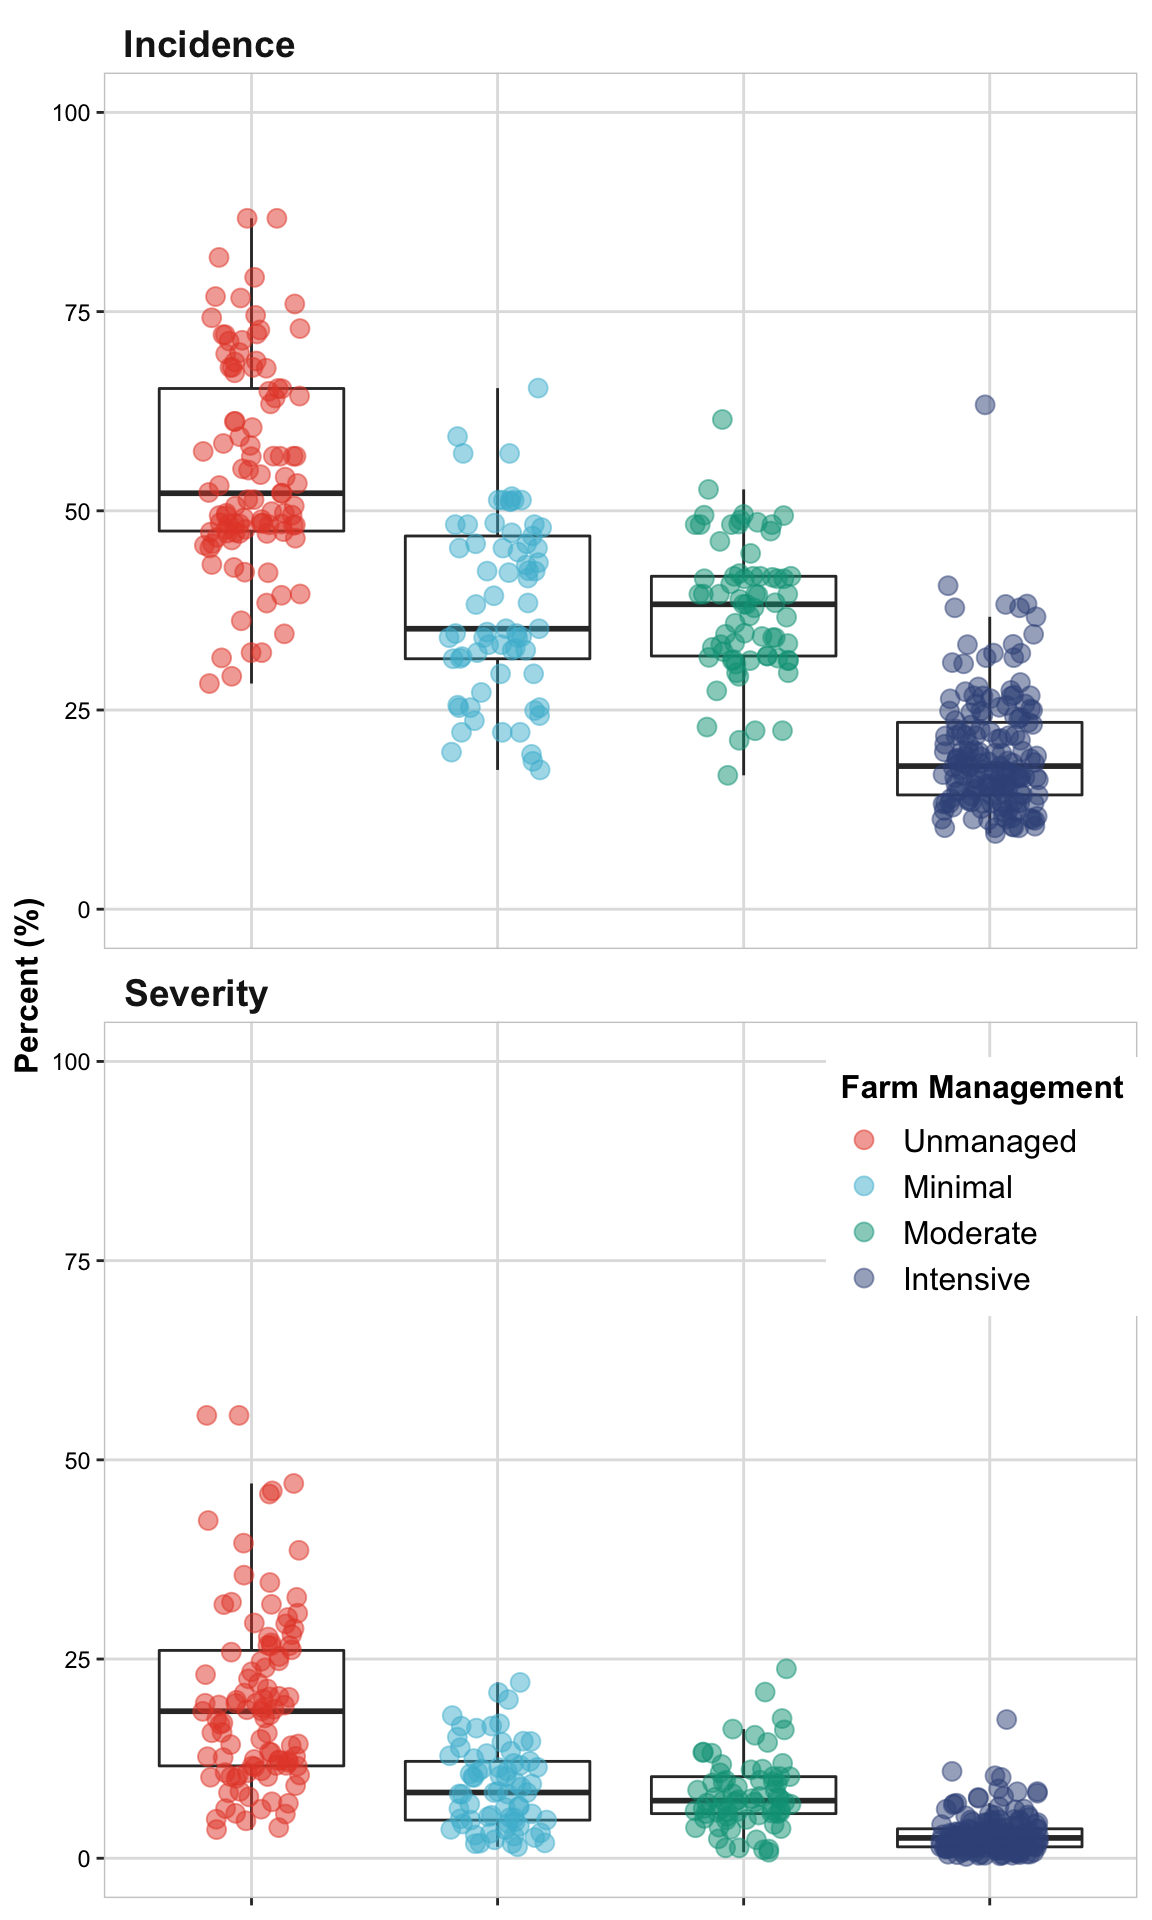 Incidence
100
75
50
25
0
Percent (%)
Severity
100
75
50
25
0
Farm Management
Unmanaged
Minimal
Moderate
Intensive